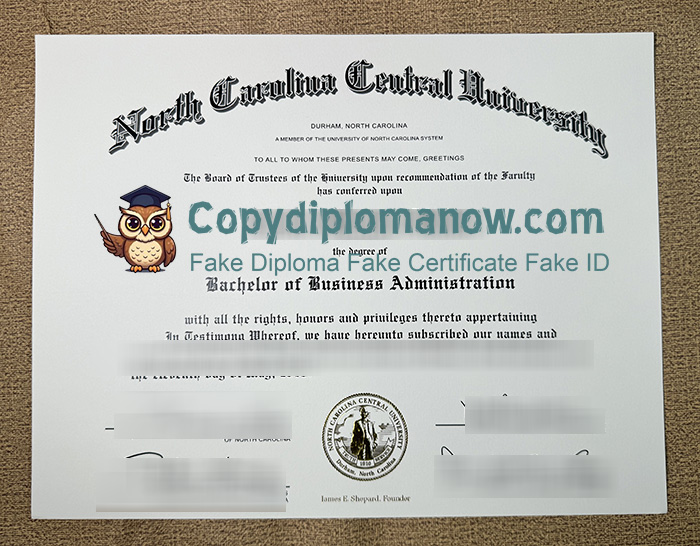 North Carolina Central University
DURHAM, NORTH CAROLINA
A MEMBER OF THE UNIVERSITY OF NORTH CAROLINA SYSTEM
TO ALL TO WHOM THESE PRESENTS MAY COME, GREETINGS
The Board of Trustees of the University upon recommendation of the Faculty
has conferred upon
Copydiplomanow.com
the degree of
Fake Diploma Fake Certificate Fake ID
Bachelor of Business Administration
with all the rights, honors and privileges thereto appertaining
In Testimony Whereof, we have hereunto subscribed our names and
OF NORTH CAROLINA
NORTH CAROLINA CENTRAL UNIVERSITY
1910
Durham, North Carolina
James E. Shepard, Founder